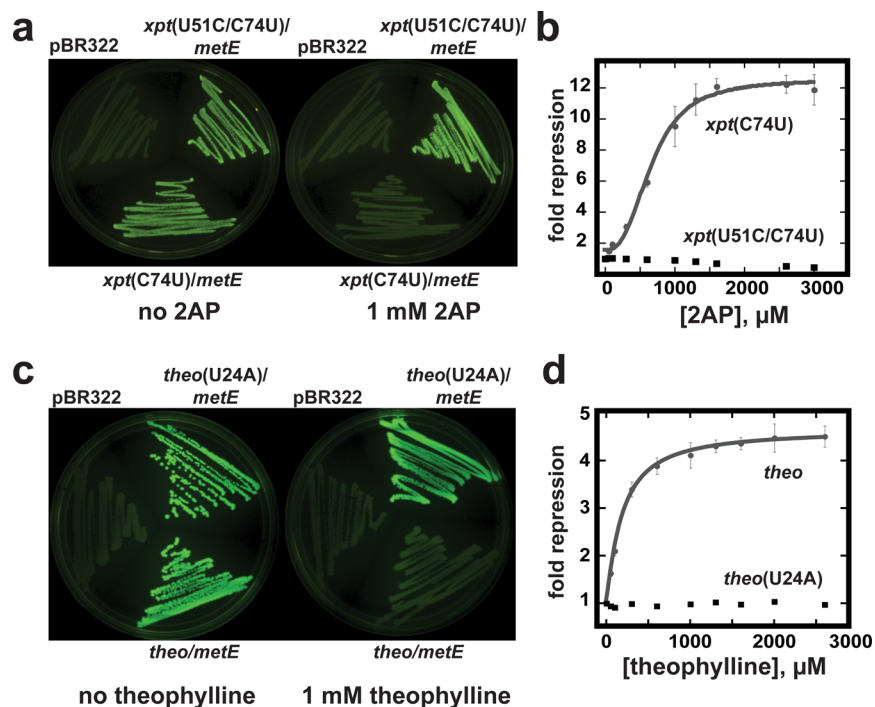 a
xpt(U51C/C74U)/
metE
pBR322
xpt(U51C/C74U)/
metE
pBR322
xpt(C74U)/metE
xpt(C74U)/metE
no 2AP
1 mM 2AP
b
fold repression
12
10
8
6
4
2
xpt(C74U)
xpt(U51C/C74U)
0
1000
2000
3000
[2AP], µM
c
theo(U24A)/
metE
pBR322
theo(U24A)/
metE
pBR322
theo/metE
theo/metE
no theophylline
1 mM theophylline
d
fold repression
5
4
3
2
1
theo
theo(U24A)
0
1000
2000
3000
[theophylline], µM